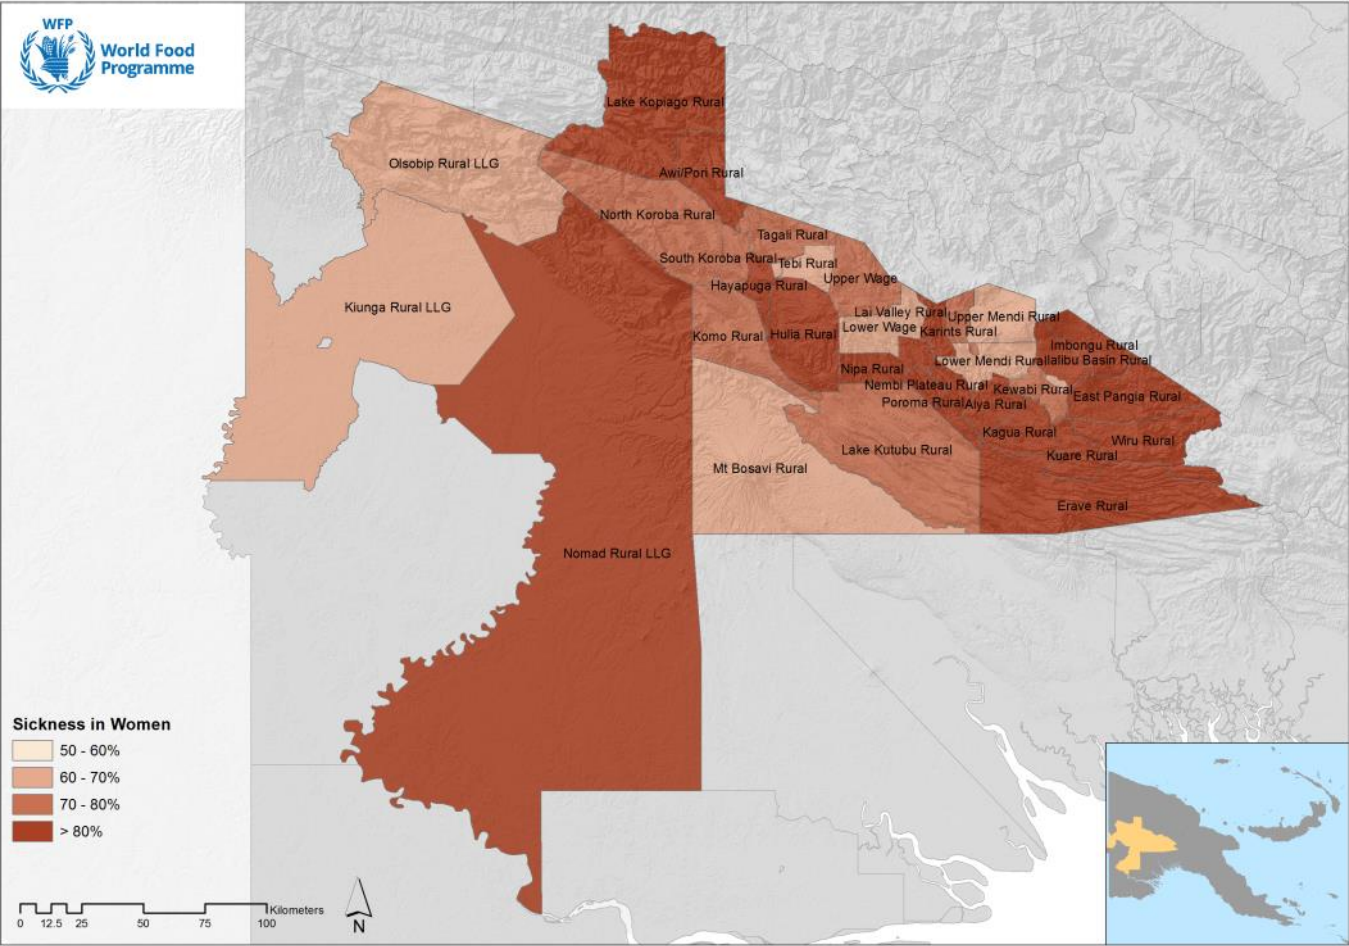 WFP
World Food
Programme
Lake Kopiago Rural
Olsobip Rural LLG
Awi/Pori Rural
North Koroba Rural
Tagali Rural
South Koroba Rural
Tebi Rural
Upper Wage
Hayapuga Rural
Kiunga Rural LLG
Lai Valley Rural
Upper Mendi Rural
Lower Wage
Karints Rural
Komo Rural
Hulia Rural
Imbongu Rural
Lower Mendi Rural
Ialibu Basin Rural
Nipa Rural
Nembi Plateau Rural
Kewabi Rural
East Pangia Rural
Poroma Rural
Aiya Rural
Kagua Rural
Wiru Rural
Lake Kutubu Rural
Kuare Rural
Mt Bosavi Rural
Erave Rural
Nomad Rural LLG
Sickness in Women
50 - 60%
60 - 70%
70 - 80%
> 80%
Kilometers
0 12.5 25 50 75 100
N